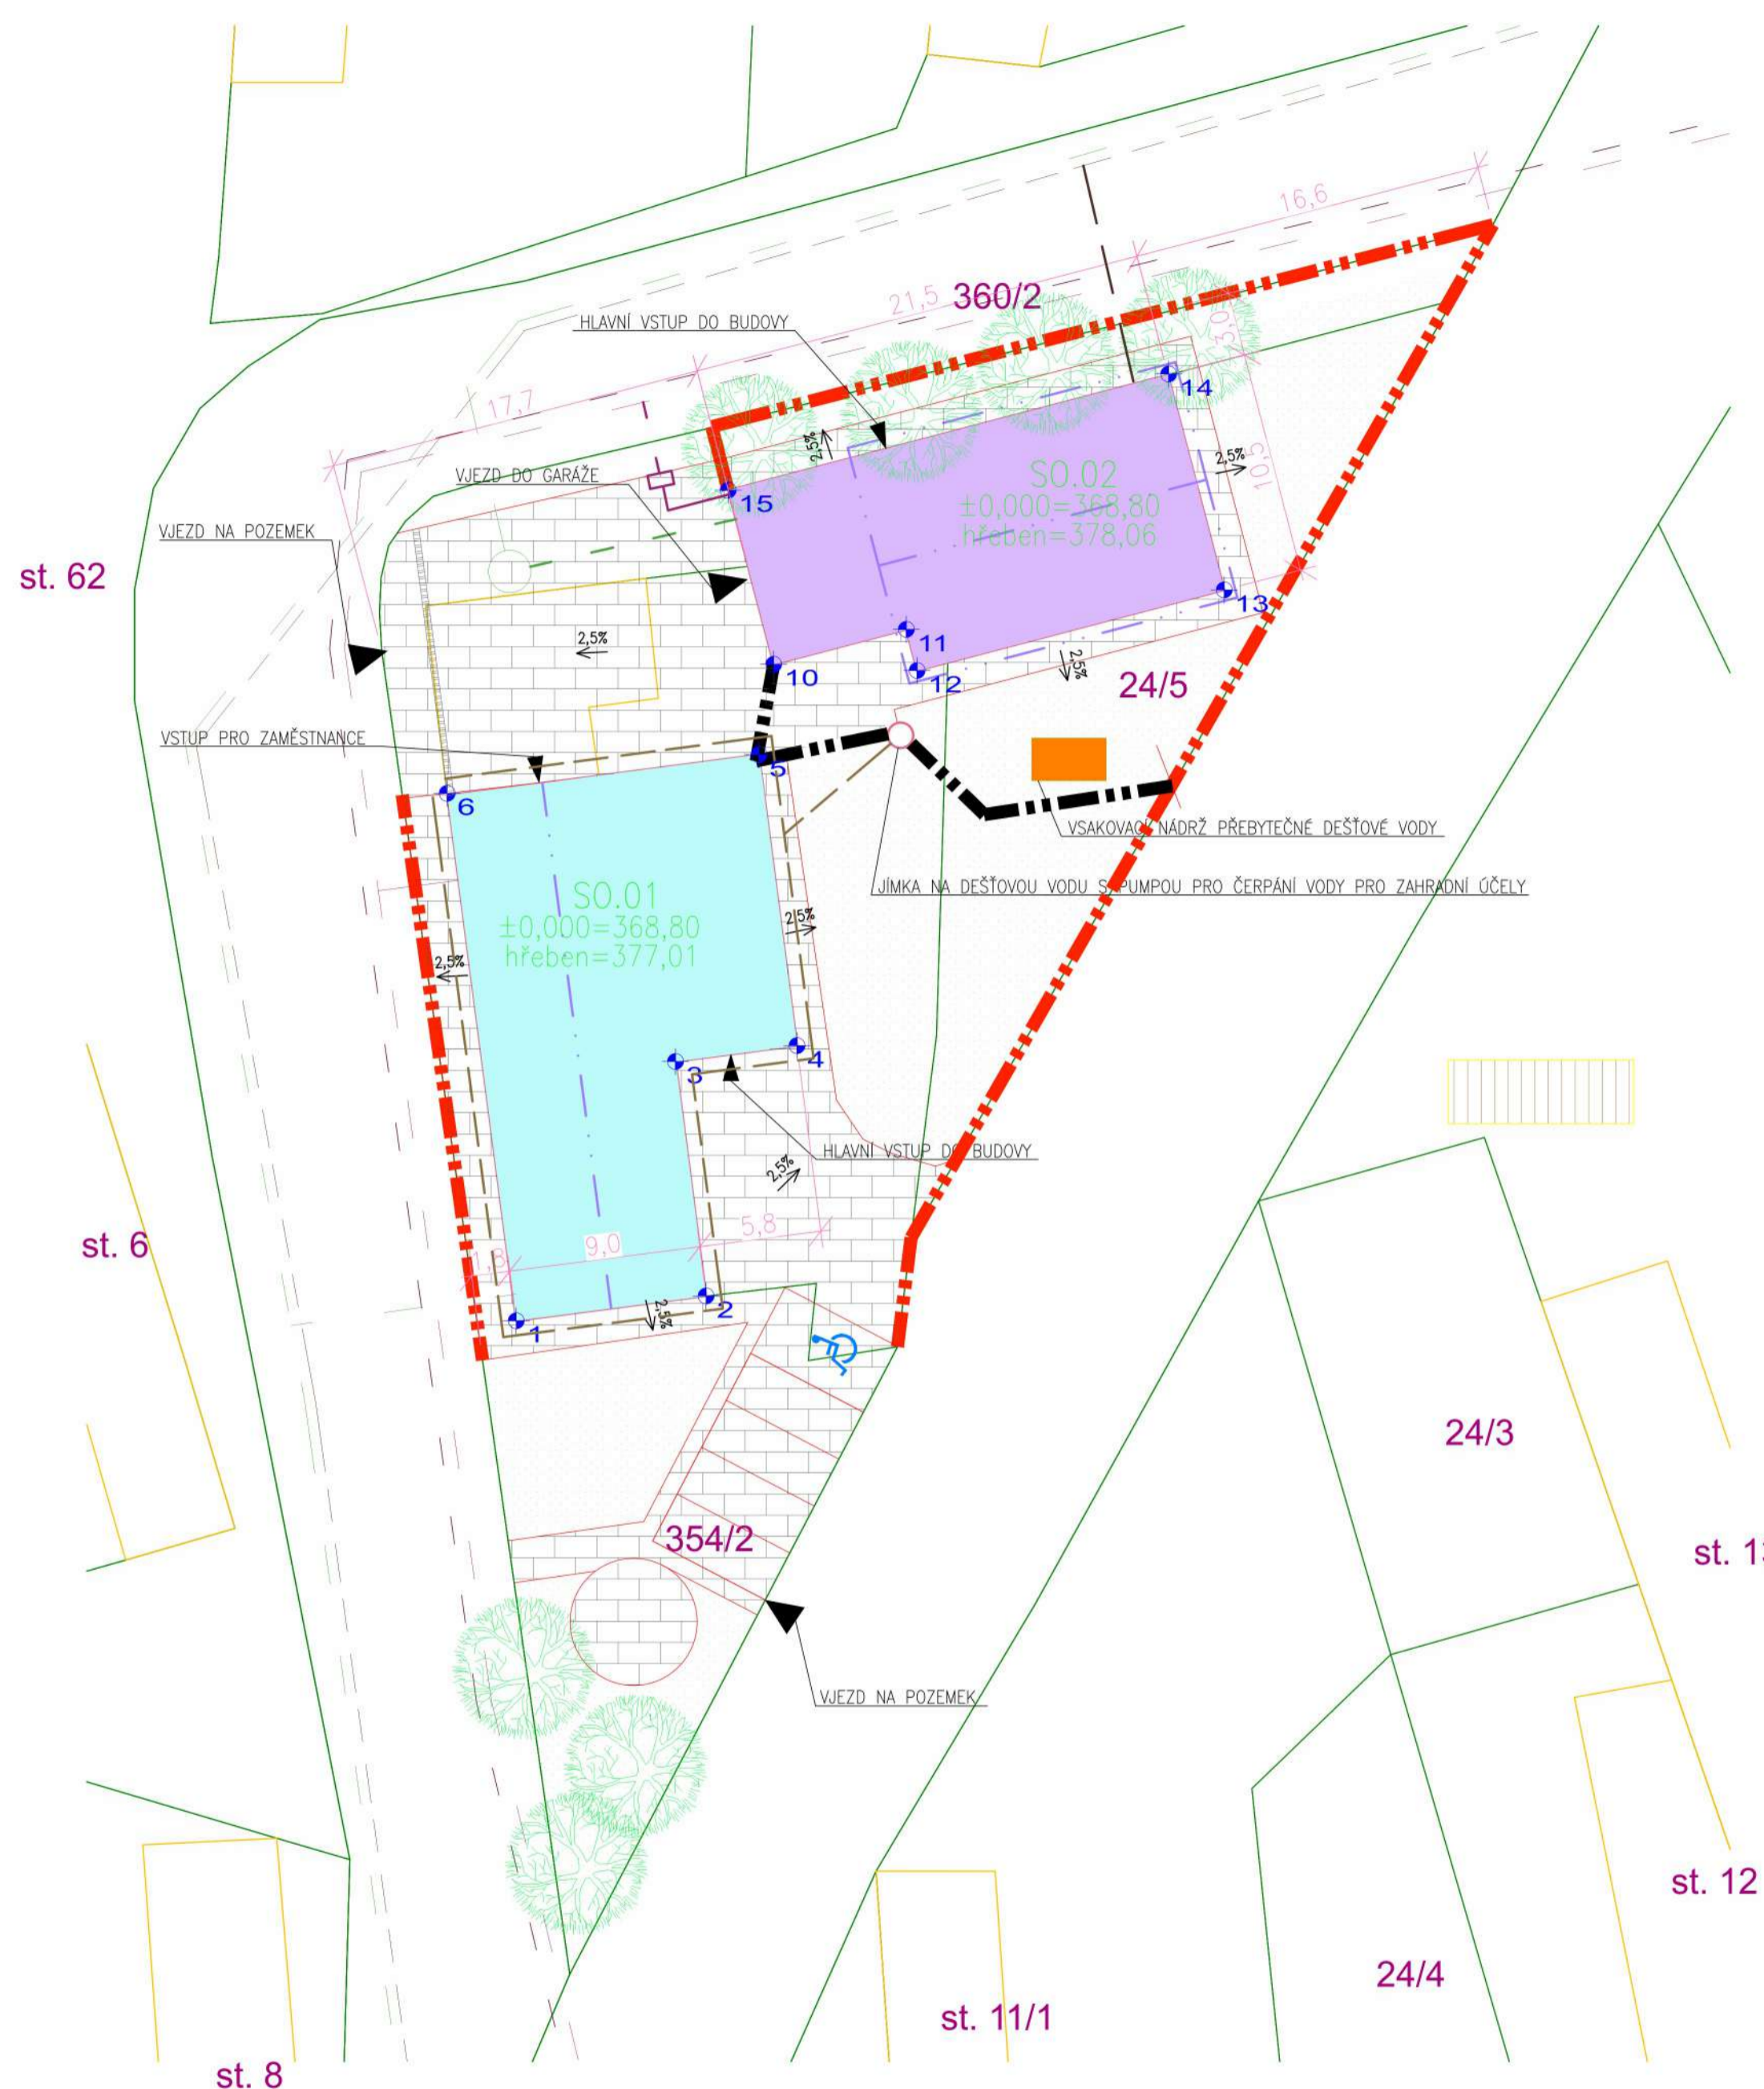 16,6
21,5
360/2
3,0
HLAVNÍ VSTUP DO BUDOVY
17,7
14
2,5%
2,5%
10,5
VJEZD DO GARÁŽE
SO.02
±0,000=368,80
hřeben=378,06
15
VJEZD NA POZEMEK
st. 62
13
2,5%
11
10
12
2,5%
24/5
VSTUP PRO ZAMĚSTNANCE
5
6
VSAKOVACÍ NÁDRŽ PŘEBYTEČNÉ DEŠŤOVÉ VODY
JÍMKA NA DEŠŤOVOU VODU S PUMPOU PRO ČERPÁNÍ VODY PRO ZAHRADNÍ ÚČELY
SO.01
±0,000=368,80
hřeben=377,01
2,5%
2,5%
4
3
HLAVNÍ VSTUP DO BUDOVY
2,5%
5,8
9,0
1,8
st. 6
2
1
2,5%
24/3
354/2
st. 13
VJEZD NA POZEMEK
st. 12
24/4
st. 11/1
st. 8